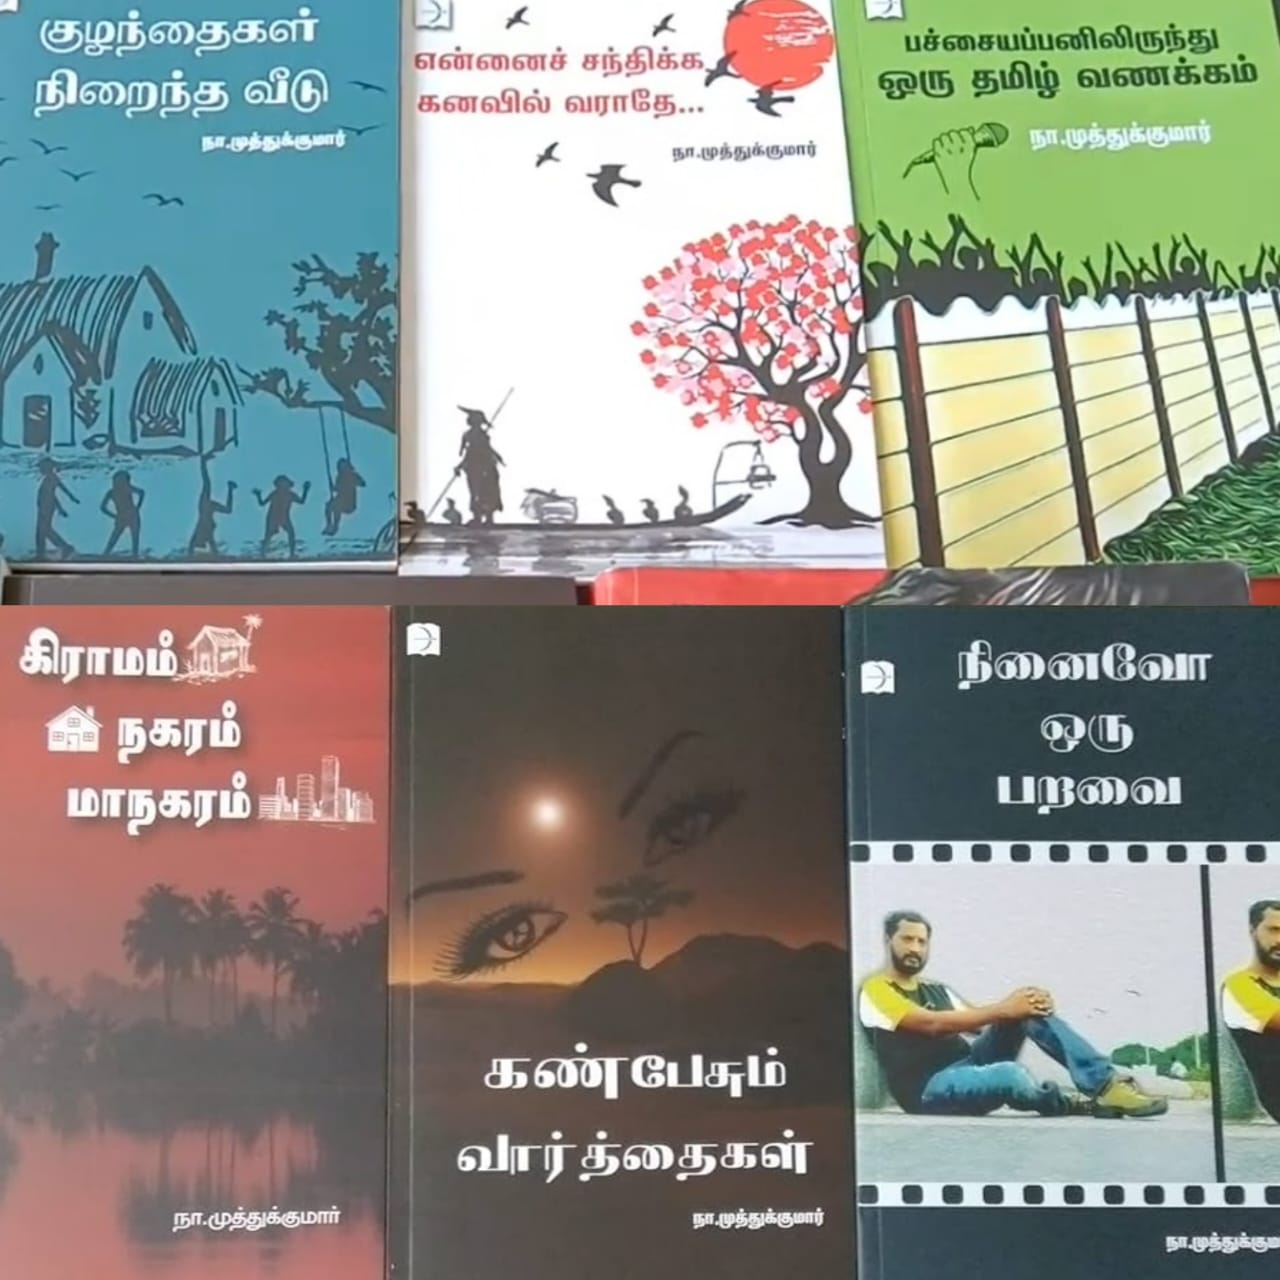 குழந்தைகள்
நிறைந்த வீடு
நா.முத்துக்குமார்
என்னைச் சந்திக்க
கனவில் வராதே...
நா.முத்துக்குமார்
பச்சையப்பனிலிருந்து
ஒரு தமிழ் வணக்கம்
நா.முத்துக்குமார்
கிராமம்
நகரம்
மாநகரம்
நா.முத்துக்குமார்
கண்பேசும்
வார்த்தைகள்
நா.முத்துக்குமார்
நினைவோ
ஒரு
பறவை
நா.முத்துக்கும